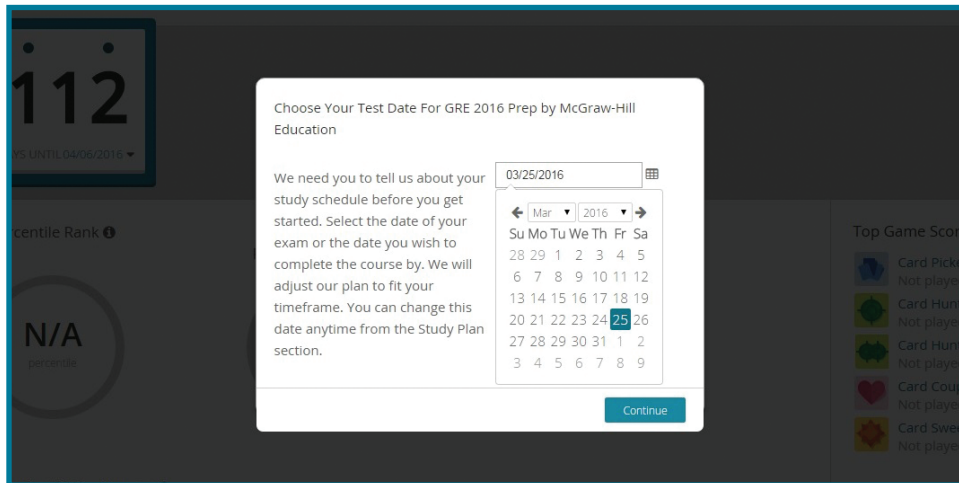 112
YS UNTIL 04/06/2016
Choose Your Test Date For GRE 2016 Prep by McGraw-Hill
Education
We need you to tell us about your
study schedule before you get
started. Select the date of your
exam or the date you wish to
complete the course by. We will
adjust our plan to fit your
timeframe. You can change this
date anytime from the Study Plan
section.
03/25/2016
Mar 2016
Su Mo Tu We Th Fr Sa
28 29 1 2 3 4 5
6 7 8 9 10 11 12
13 14 15 16 17 18 19
20 21 22 23 24 25 26
27 28 29 30 31 1 2
3 4 5 6 7 8 9
Continue
centile Rank
N/A
percentile
Top Game Scor
Card Picke
Not playe
Card Hun
Not playe
Card Hun
Not playe
Card Coup
Not playe
Card Swee
Not playe